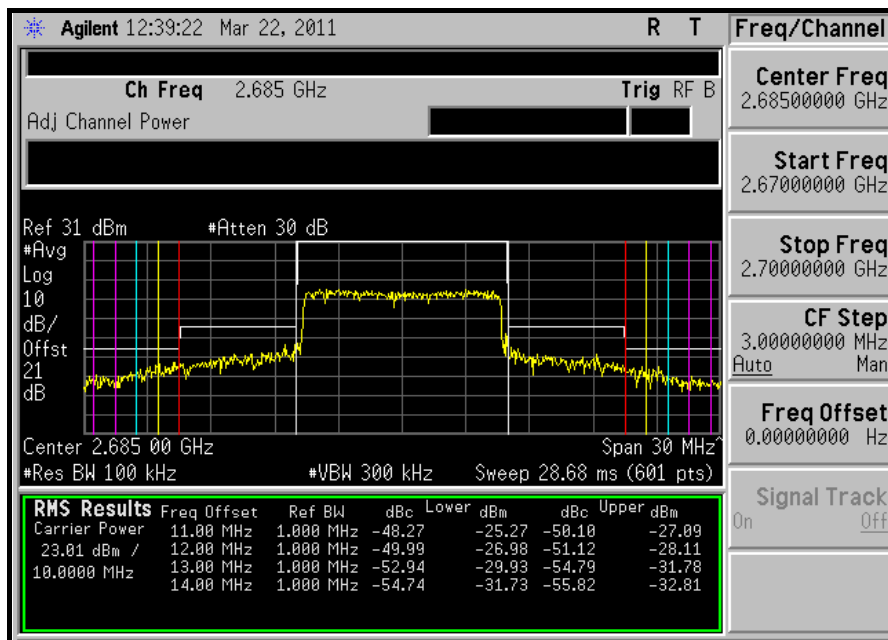 Agilent 12:39:22 Mar 22, 2011 R T
Ch Freq 2.685 GHz Trig RF B
Adj Channel Power
Ref 31 dBm #Atten 30 dB
#Avg
Log
10
dB/
Offst
21
dB
Center 2.685 00 GHz Span 30 MHz^
#Res BW 100 kHz #VBW 300 kHz Sweep 28.68 ms (601 pts)
RMS Results Freq Offset Ref BW dBc Lower dBm dBc Upper dBm
Carrier Power 11.00 MHz 1.000 MHz -48.27 -25.27 -50.10 -27.09
23.01 dBm / 12.00 MHz 1.000 MHz -49.99 -26.98 -51.12 -28.11
10.0000 MHz 13.00 MHz 1.000 MHz -52.94 -29.93 -54.79 -31.78
14.00 MHz 1.000 MHz -54.74 -31.73 -55.82 -32.81
Freq/Channel
Center Freq
2.68500000 GHz
Start Freq
2.67000000 GHz
Stop Freq
2.70000000 GHz
CF Step
3.00000000 MHz
Auto Man
Freq Offset
0.00000000 Hz
Signal Track
On Off